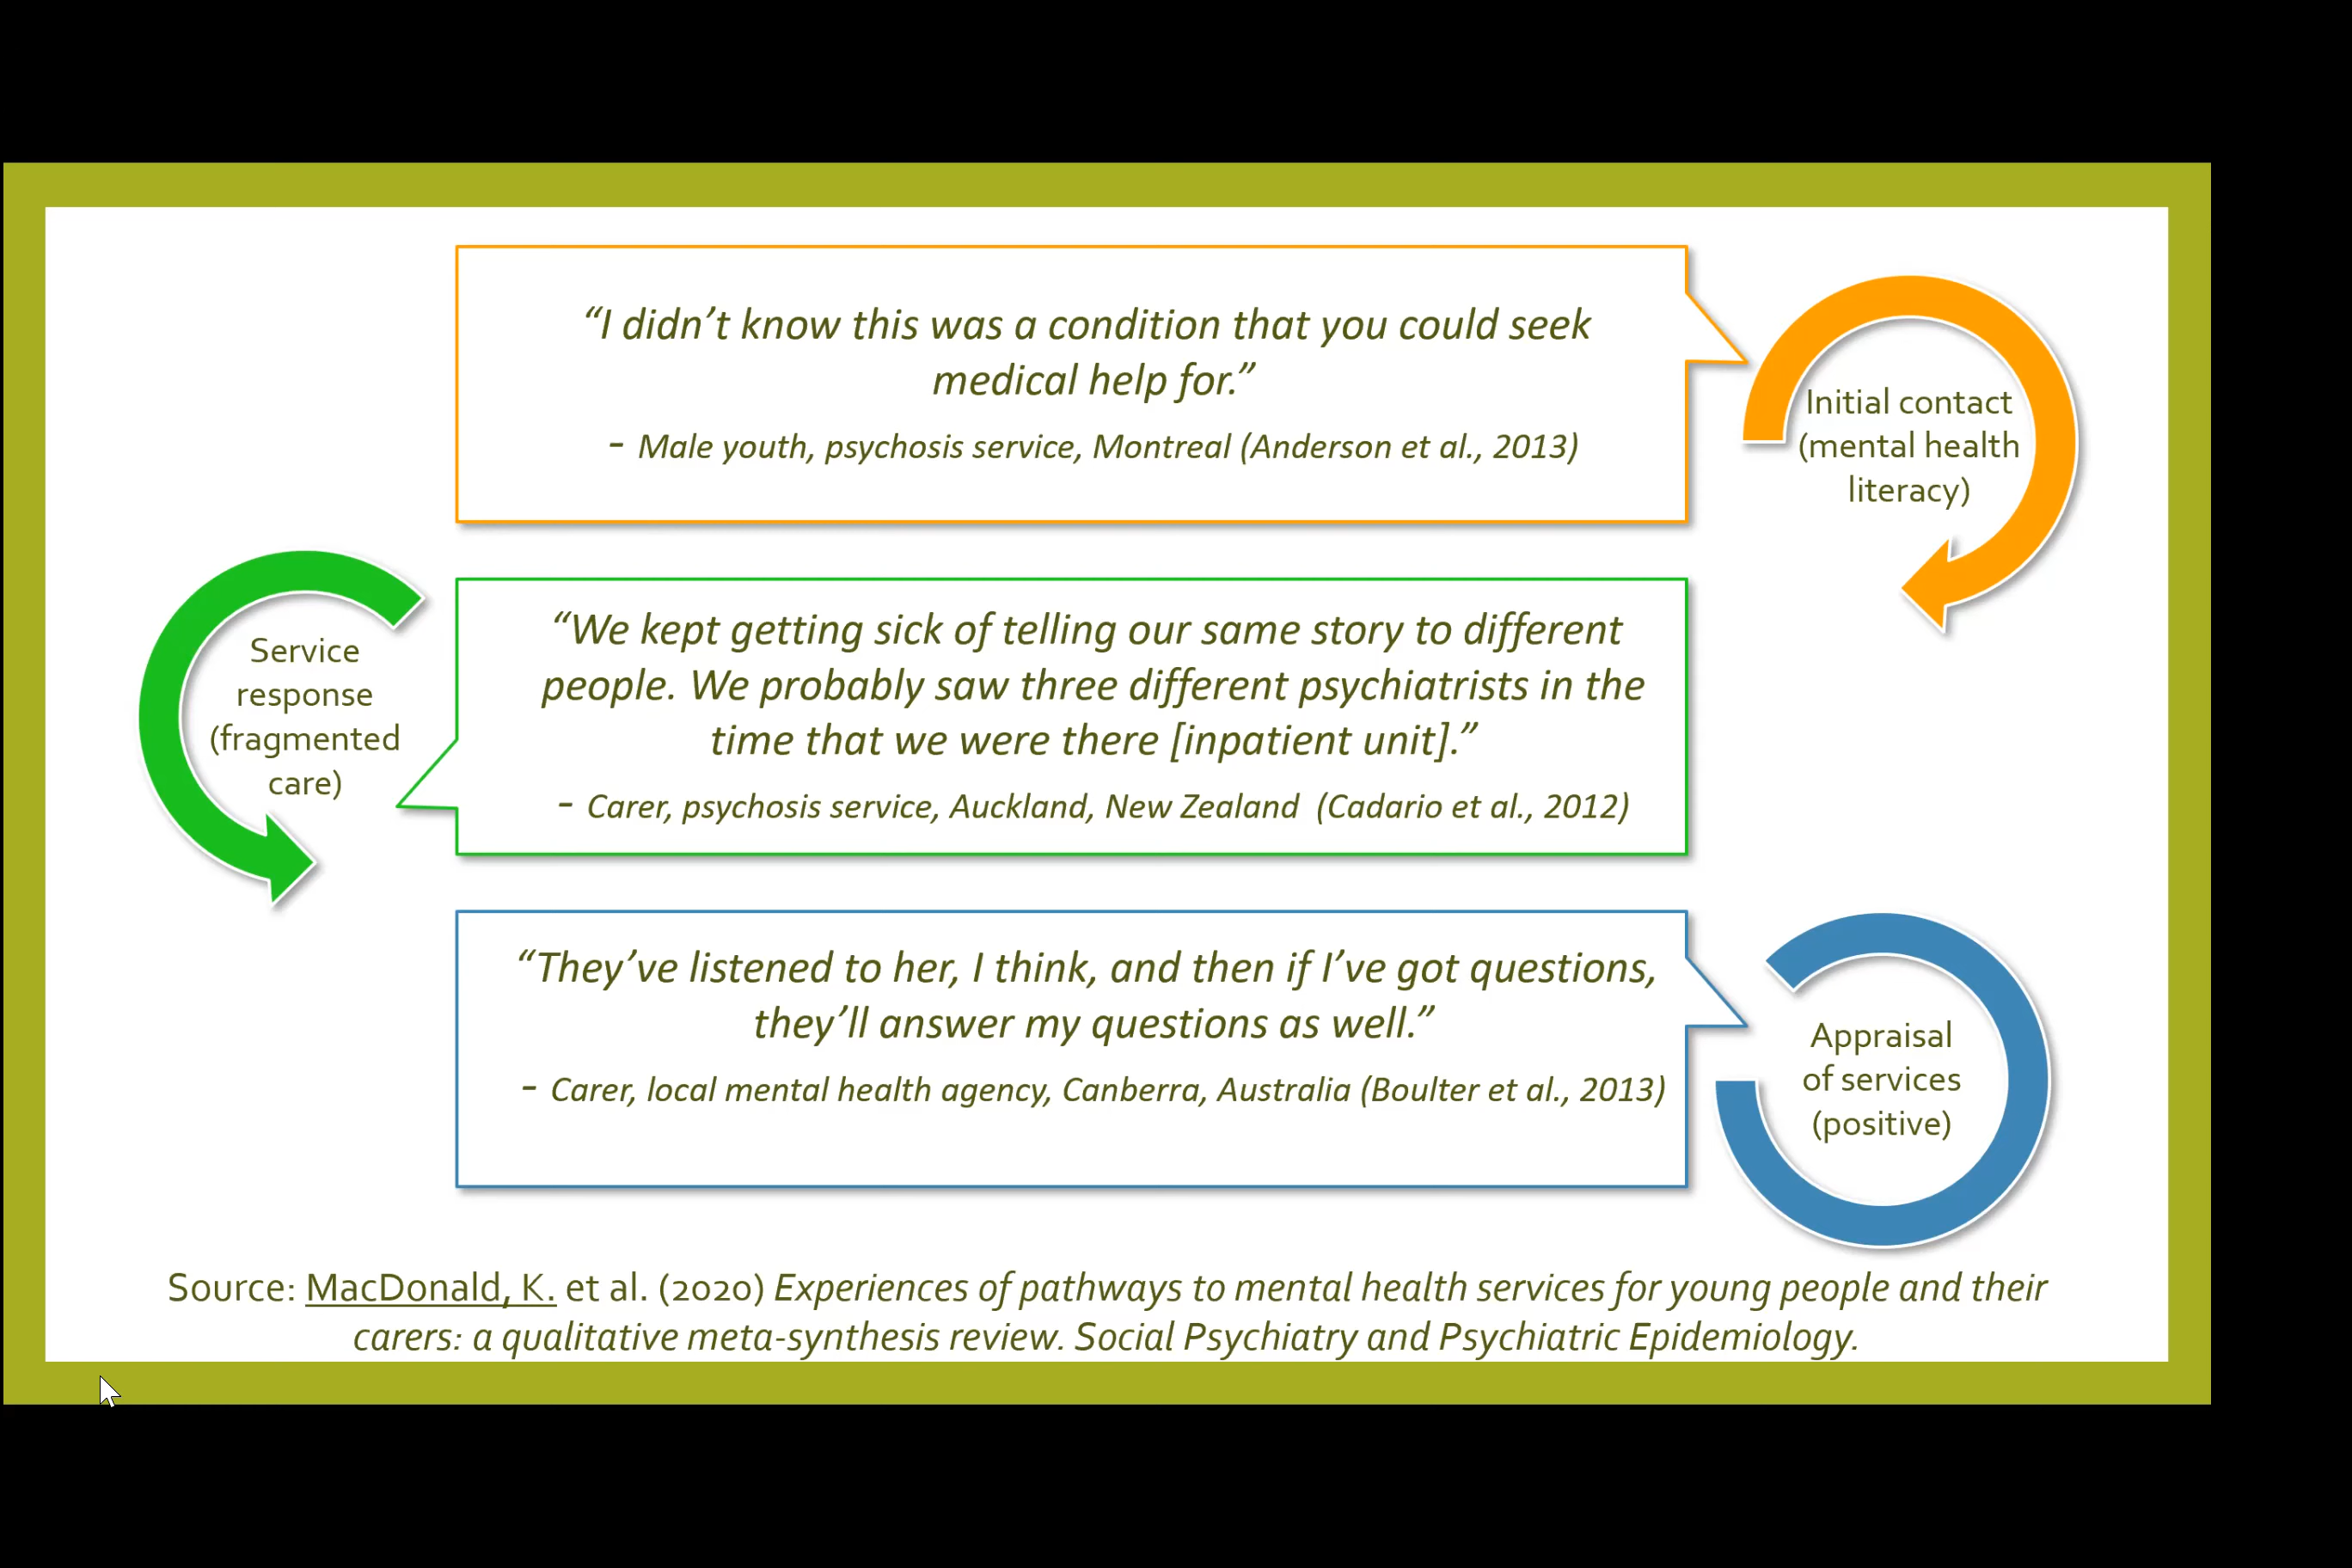 “I didn’t know this was a condition that you could seek
medical help for.”
- Male youth, psychosis service, Montreal (Anderson et al., 2013)
Initial contact
(mental health
literacy)
Service
response
(fragmented
care)
“We kept getting sick of telling our same story to different
people. We probably saw three different psychiatrists in the
time that we were there [inpatient unit].”
- Carer, psychosis service, Auckland, New Zealand  (Cadario et al., 2012)
“They’ve listened to her, I think, and then if I’ve got questions,
they’ll answer my questions as well.”
- Carer, local mental health agency, Canberra, Australia (Boulter et al., 2013)
Appraisal
of services
(positive)
Source: MacDonald, K. et al. (2020) Experiences of pathways to mental health services for young people and their
carers: a qualitative meta-synthesis review. Social Psychiatry and Psychiatric Epidemiology.